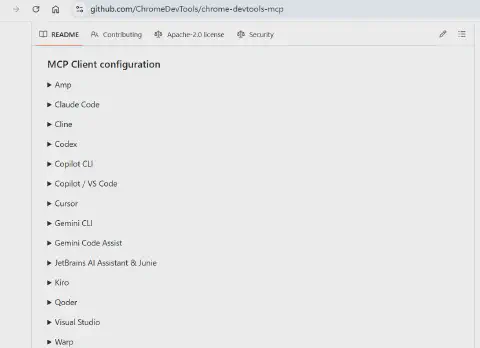 github.com/ChromeDevTools/chrome-devtools-mcp
README Contributing Apache-2.0 license Security
MCP Client configuration
Amp
Claude Code
Cline
Codex
Copilot CLI
Copilot / VS Code
Cursor
Gemini CLI
Gemini Code Assist
JetBrains AI Assistant & Junie
Kiro
Qoder
Visual Studio
Warp